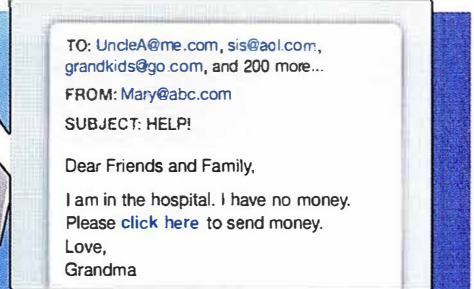 TO: UncleA@me.com, sis@aol.com,
grandkids@go.com, and 200 more...
FROM: Mary@abc.com
SUBJECT: HELP!
Dear Friends and Family,
I am in the hospital. I have no money.
Please click here to send money.
Love,
Grandma